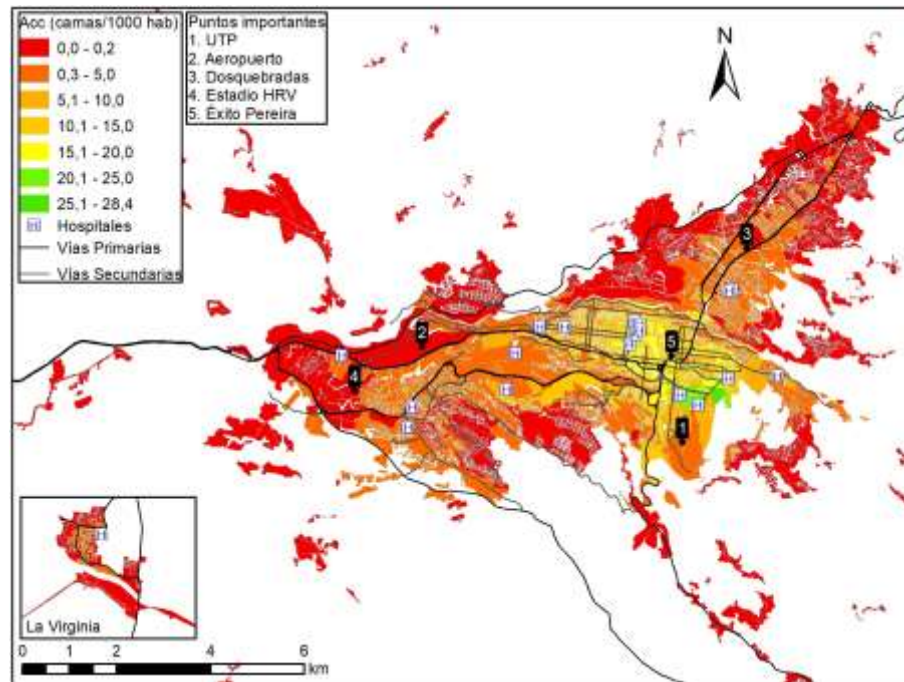 Acc (camas/1000 hab)
0,0 - 0,2
0,3 - 5,0
5,1 - 10,0
10,1 - 15,0
15,1 - 20,0
20,1 - 25,0
25,1 - 28,4
H Hospitales
Vías Primarias
Vías Secundarias
Puntos importantes
1. UTP
2. Aeropuerto
3. Dosquebradas
4. Estadio HRV
5. Éxito Pereira
N
3
2
5
4
1
La Virginia
0 2 4 6
km